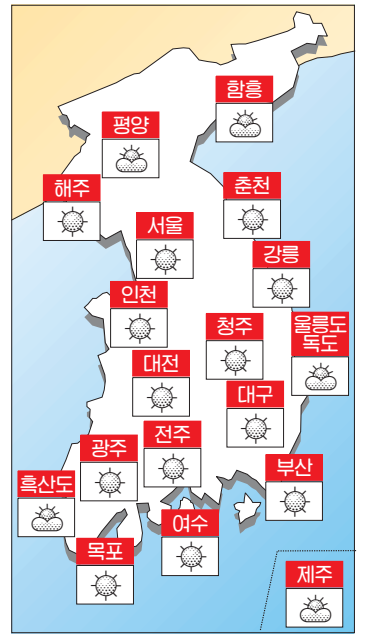 함흥
평양
해주
춘천
서울
강릉
인천
청주
울릉도
독도
대전
대구
전주
광주
부산
흑산도
여수
목포
제주